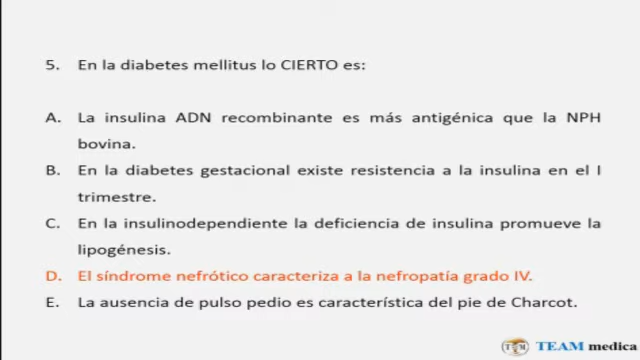 5. En la diabetes mellitus lo CIERTO es:
A. La insulina ADN recombinante es más antigénica que la NPH
bovina.
B. En la diabetes gestacional existe resistencia a la insulina en el I
trimestre.
C. En la insulinodependiente la deficiencia de insulina promueve la
lipogénesis.
D. El síndrome nefrótico caracteriza a la nefropatía grado IV.
E. La ausencia de pulso pedio es característica del pie de Charcot.
TEAM medica